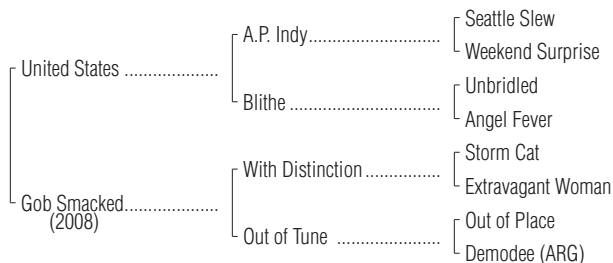 Seattle Slew
A.P. Indy..............................
Weekend Surprise
United States ....................
Unbridled
Blithe ..................................
Angel Fever
Storm Cat
With Distinction..................
Extravagant Woman
Gob Smacked....................
(2008)
Out of Place
Out of Tune ........................
Demodee (ARG)